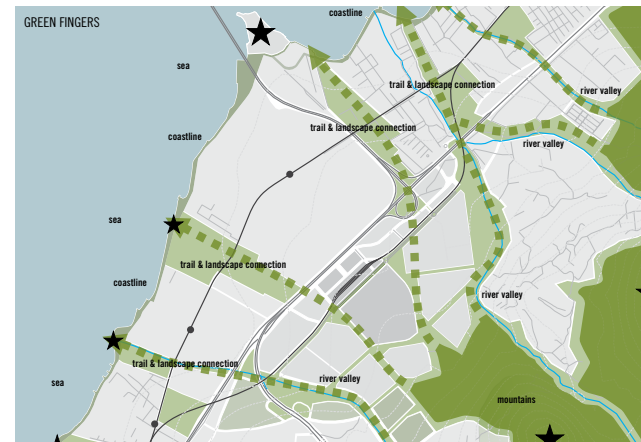 GREEN FINGERS
coastline
sea
trail & landscape connection
river valley
trail & landscape connection
coastline
river valley
sea
trail & landscape connection
coastline
river valley
trail & landscape connection
river valley
sea
mountains